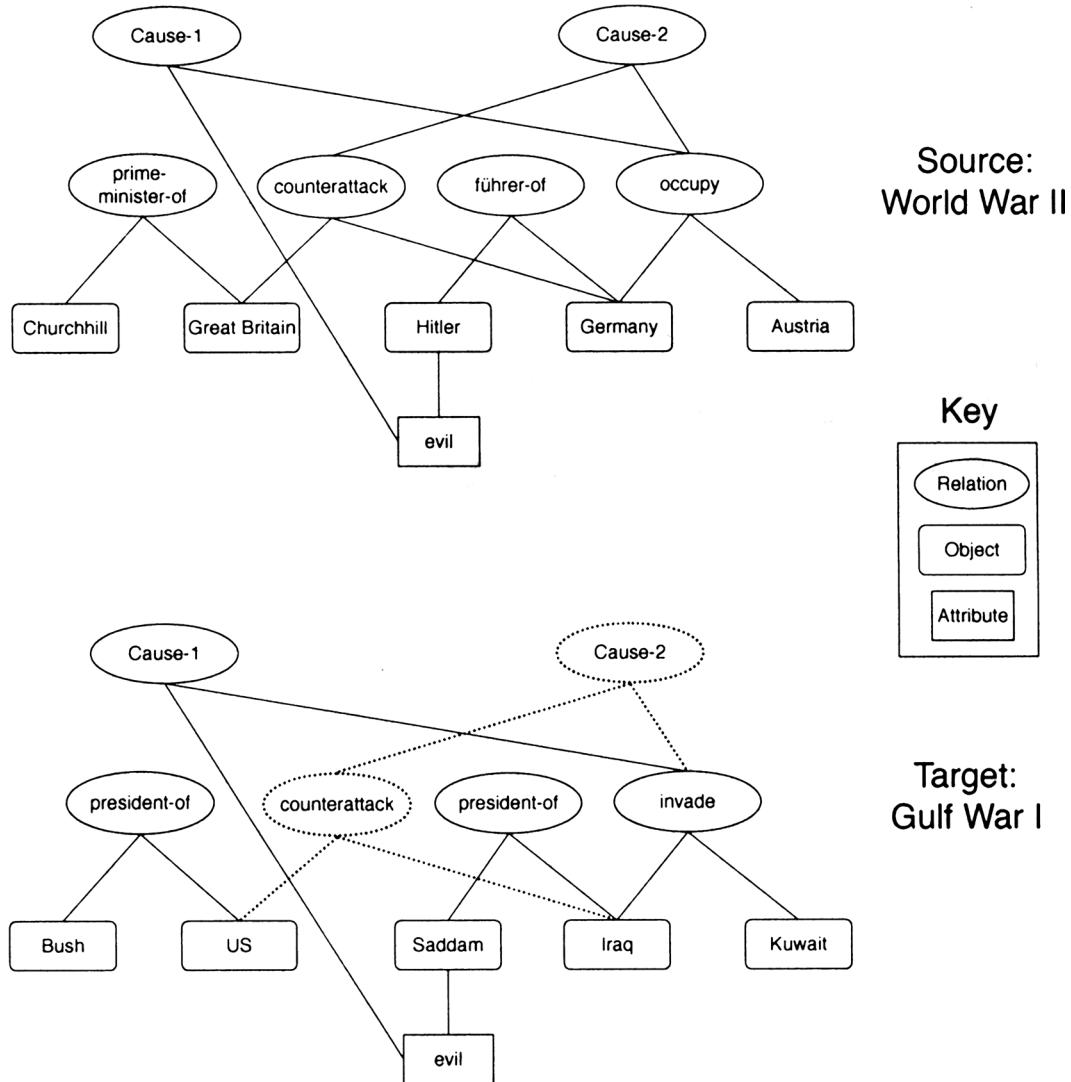 Cause-1
Cause-2
prime-
minister-of
counterattack
führer-of
occupy
Source:
World War II
Churchhill
Great Britain
Hitler
Germany
Austria
evil
Key
Relation
Object
Attribute
Cause-1
Cause-2
president-of
counterattack
president-of
invade
Target:
Gulf War I
Bush
US
Saddam
Iraq
Kuwait
evil